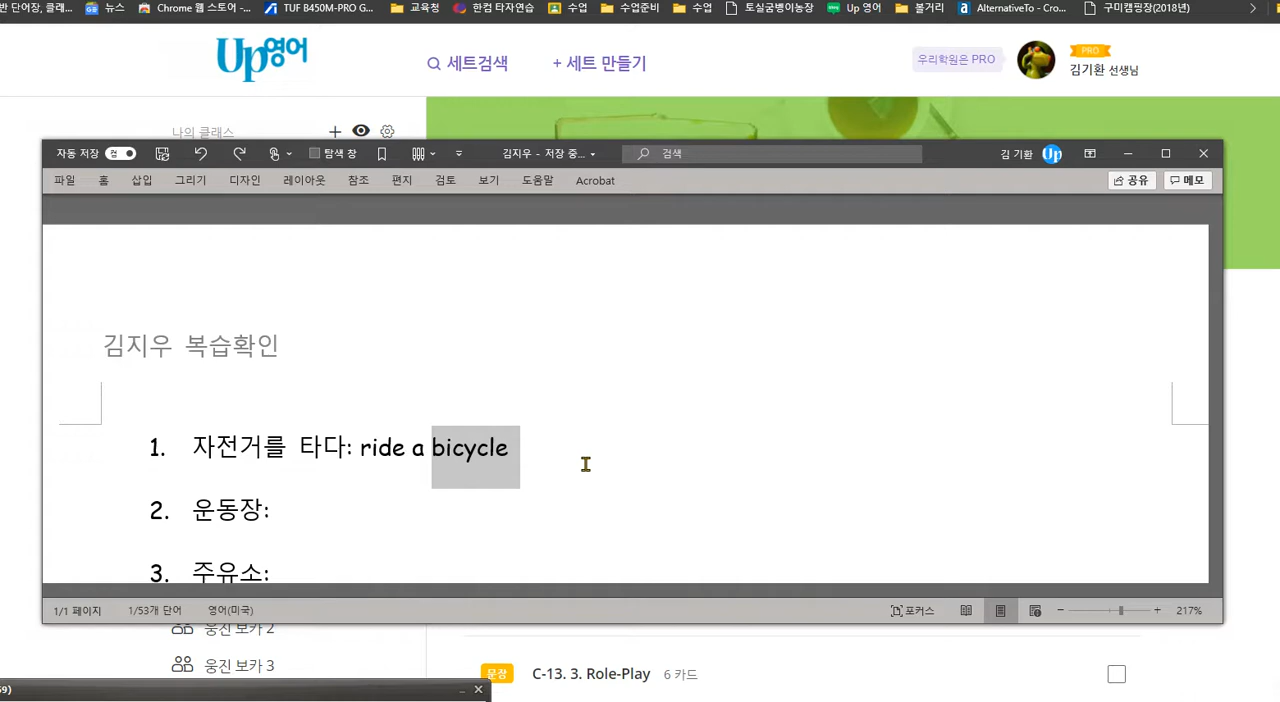 반 단어장, 클래... 뉴스 Chrome 웹 스토어 -... TUF B450M-PRO G... 교육청 한컴 타자연습 수업 수업준비 수업 토실굼벵이농장 Up 영어 볼거리 AlternativeTo - Cro... 구미캠핑장(2018년)
Up영어 세트검색 + 세트 만들기 우리학원은 PRO PRO
김기환 선생님
나의 클래스
자동 저장 컴 탐색 창 김지우 - 저장 중... 검색 김 기환 Up
파일 홈 삽입 그리기 디자인 레이아웃 참조 편지 검토 보기 도움말 Acrobat 공유 메모
김지우 복습확인
1. 자전거를 타다: ride a bicycle
2. 운동장:
3. 주유소:
1/1 페이지 1/53개 단어 영어(미국) 포커스 217%
웅진 보카 2
웅진 보카 3
문장 C-13. 3. Role-Play 6 카드
59)